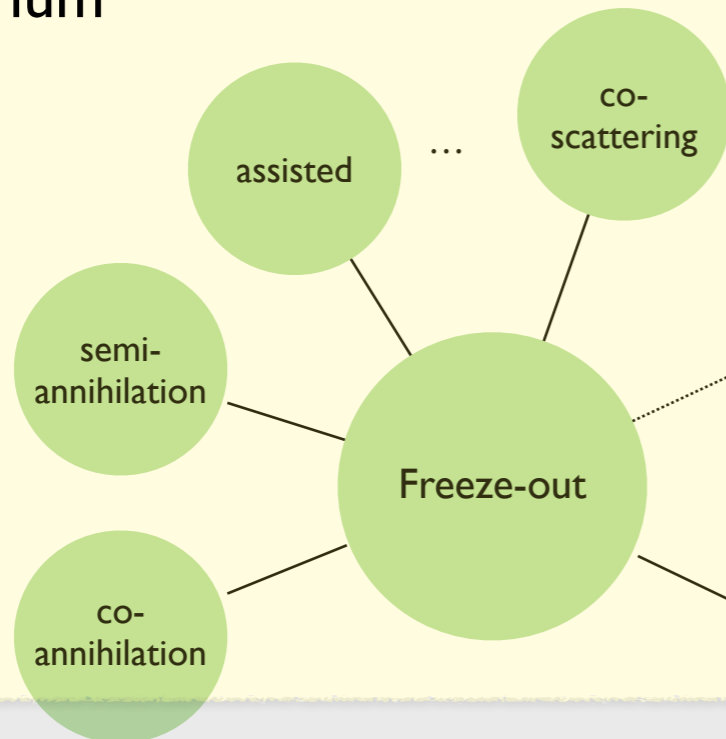 co-
scattering
assisted
...
semi-
annihilation
Freeze-out
co-
annihilation